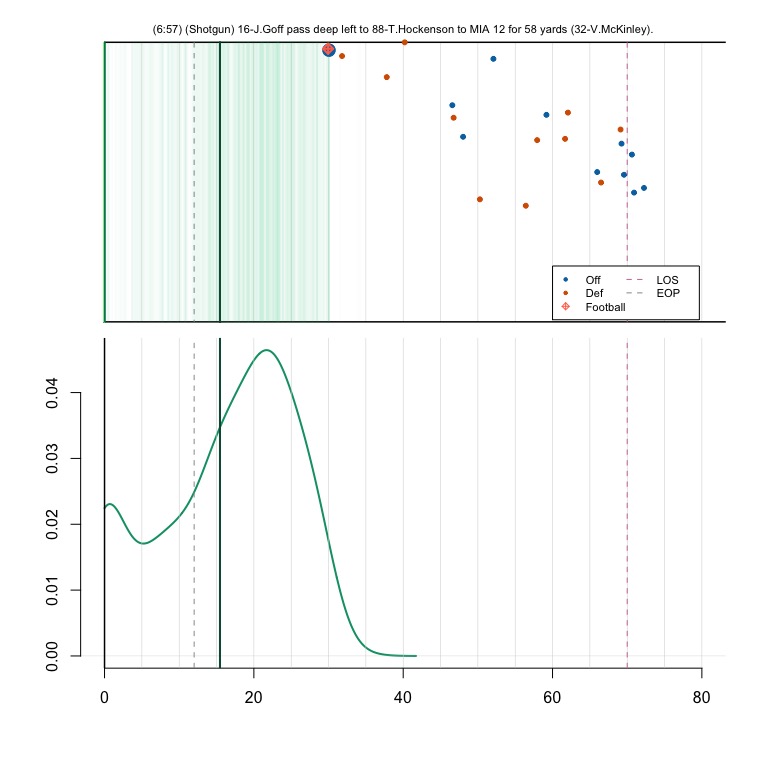 (6:57) (Shotgun) 16-J.Goff pass deep left to 88-T.Hockenson to MIA 12 for 58 yards (32-V.McKinley).
Off LOS
Def EOP
Football
0.04
0.03
0.02
0.01
0.00
0 20 40 60 80